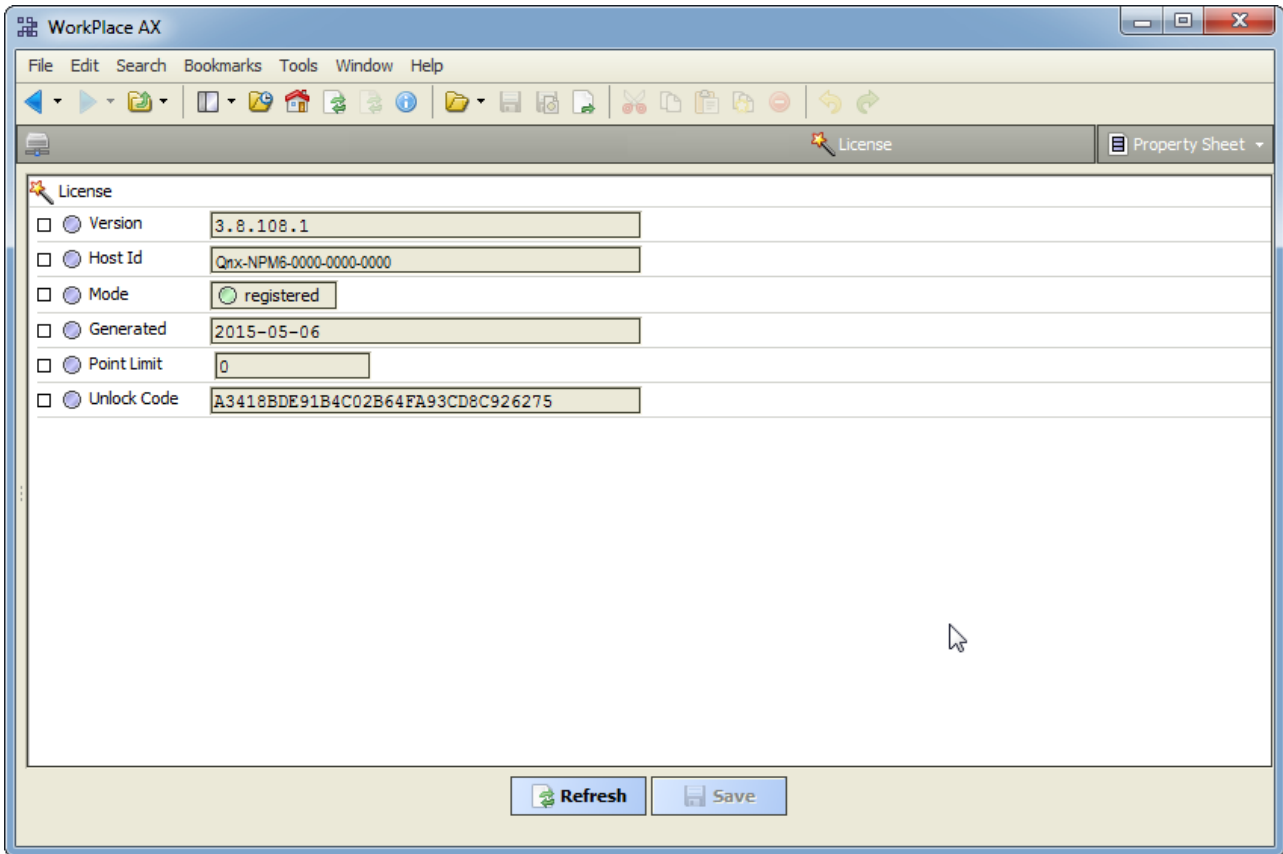 WorkPlace AX
File Edit Search Bookmarks Tools Window Help
License Property Sheet
License
Version 3.8.108.1
Host Id Qnx-NPM6-0000-0000-0000
Mode registered
Generated 2015-05-06
Point Limit 0
Unlock Code A3418BDE91B4C02B64FA93CD8C926275
Refresh Save